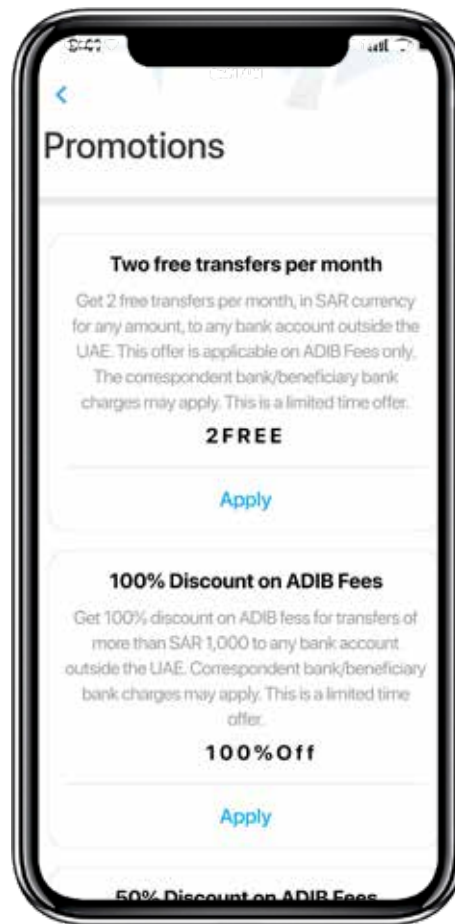 Promotions
Two free transfers per month
Get 2 free transfers per month, in SAR currency
for any amount, to any bank account outside the
UAE. This offer is applicable on ADIB Fees only.
The correspondent bank/beneficiary bank
charges may apply. This is a limited time offer.
2FREE
Apply
100% Discount on ADIB Fees
Get 100% discount on ADIB fess for transfers of
more than SAR 1,000 to any bank account
outside the UAE. Correspondent bank/beneficiary
bank charges may apply. This is a limited time
offer.
100%Off
Apply
50% Discount on ADIB Fees